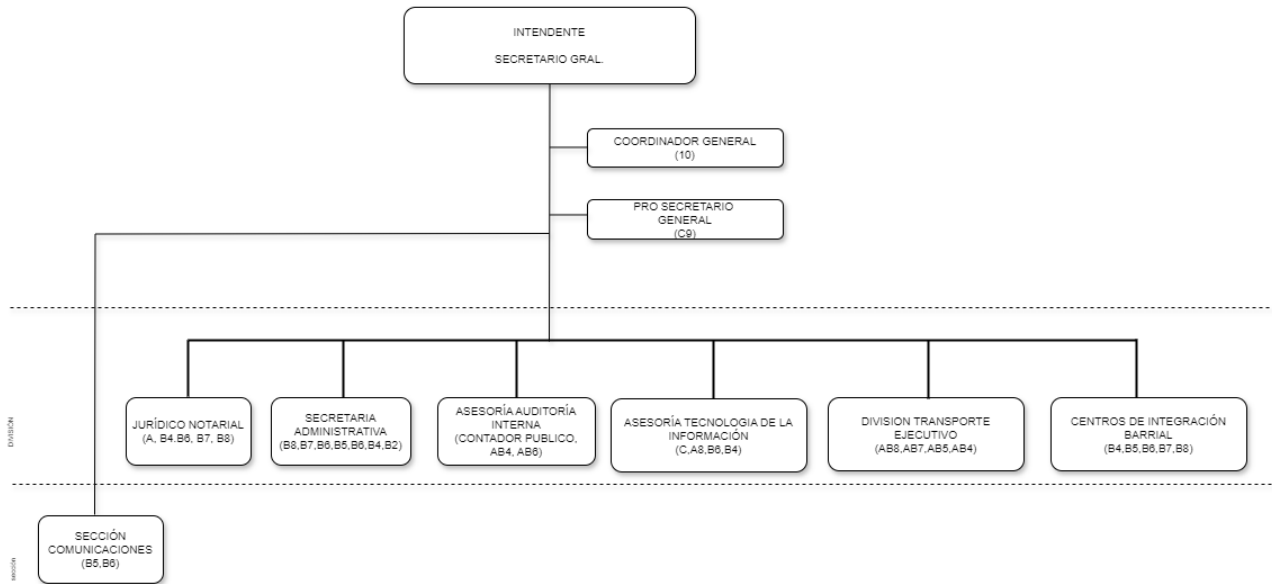 INTENDENTE
SECRETARIO GRAL.
COORDINADOR GENERAL
(10)
PRO SECRETARIO
GENERAL
(C9)
DIVISIÓN
JURÍDICO NOTARIAL
(A, B4.B6, B7, B8)
SECRETARIA
ADMINISTRATIVA
(B8,B7,B6,B5,B6,B4,B2)
ASESORÍA AUDITORÍA
INTERNA
(CONTADOR PUBLICO,
AB4, AB6)
ASESORÍA TECNOLOGIA DE LA
INFORMACIÓN
(C,A8,B6,B4)
DIVISION TRANSPORTE
EJECUTIVO
(AB8,AB7,AB5,AB4)
CENTROS DE INTEGRACIÓN
BARRIAL
(B4,B5,B6,B7,B8)
SECCIÓN
SECCIÓN
COMUNICACIONES
(B5,B6)